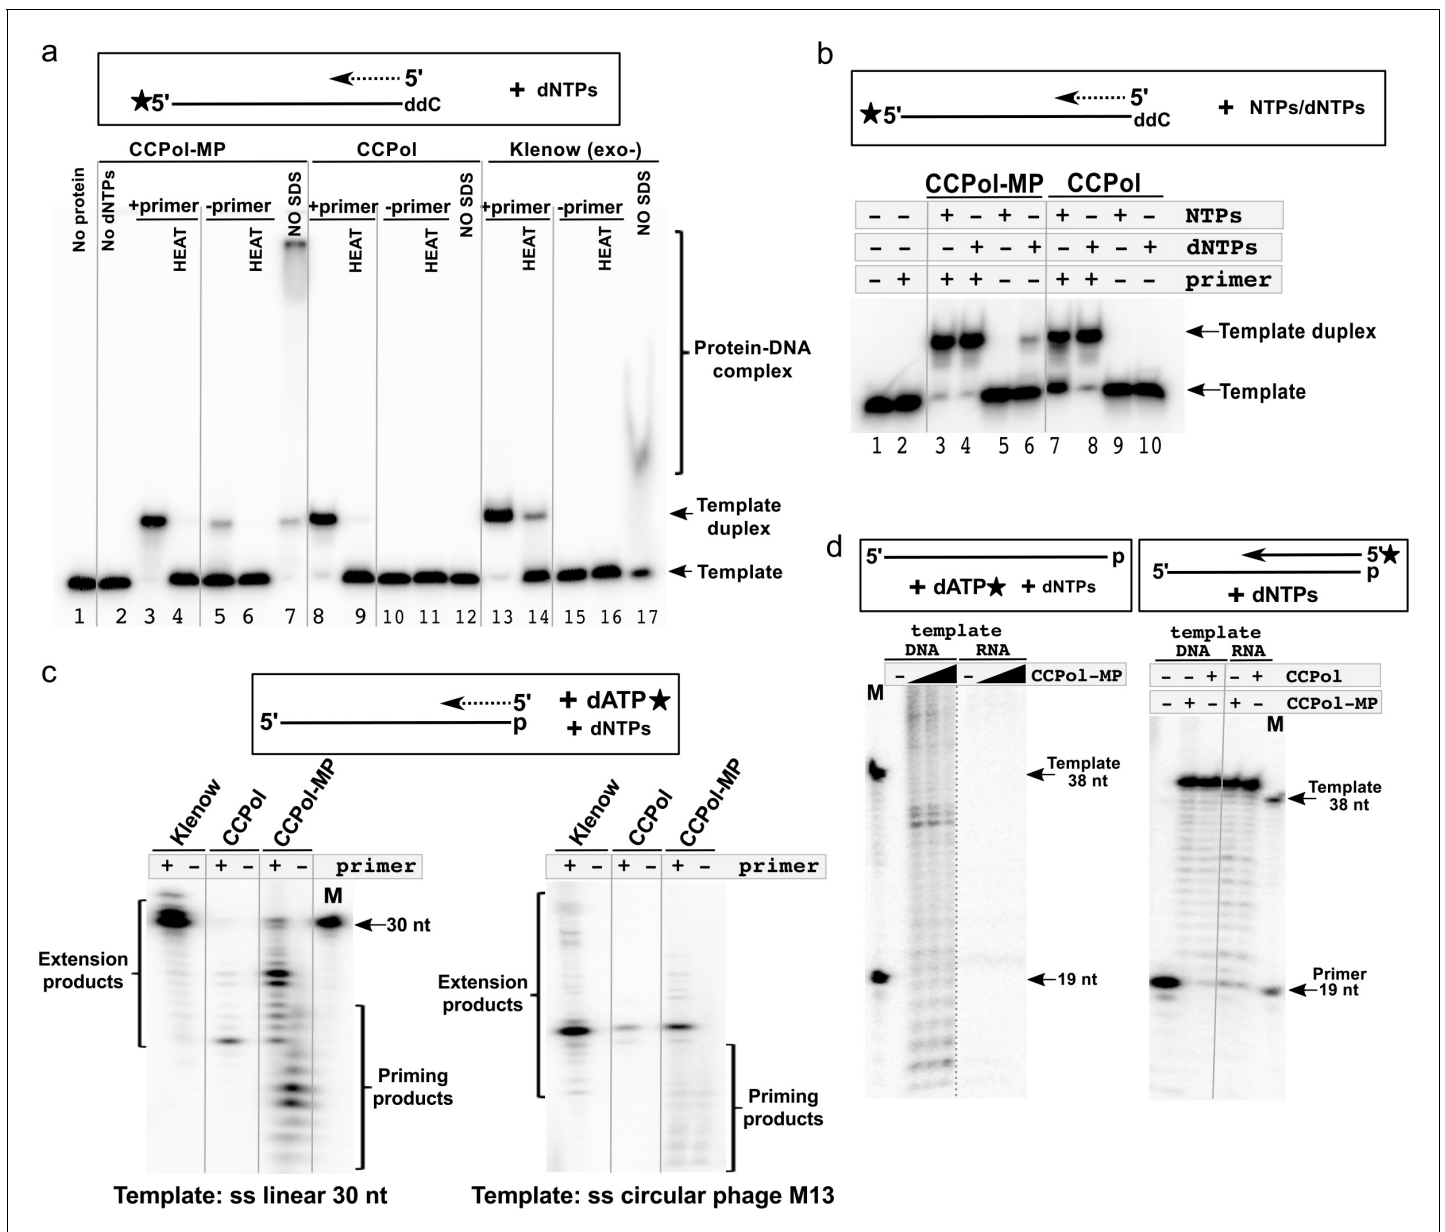 a
5'
★5' ddC
+ dNTPs
CCPol-MP CCPol Klenow (exo-)
No protein
No dNTPs
+primer -primer NO SDS +primer -primer NO SDS +primer -primer NO SDS
HEAT HEAT HEAT HEAT HEAT HEAT
Protein-DNA
complex
Template
duplex
Template
1 2 3 4 5 6 7 8 9 10 11 12 13 14 15 16 17
b
5'
★5' ddC
+ NTPs/dNTPs
CCPol-MP CCPol
– – + – + – + – + – NTPs
– – – + – + – + – + dNTPs
– + + + – – + + – – primer
Template duplex
Template
1 2 3 4 5 6 7 8 9 10
c
5'
5' p
+ dATP★
+ dNTPs
Klenow CCPol CCPol-MP
+ – + – + – primer
M
30 nt
Extension
products
Priming
products
Template: ss linear 30 nt
Klenow CCPol CCPol-MP
+ – + – + – primer
Extension
products
Priming
products
Template: ss circular phage M13
d
5' p
+ dATP★ + dNTPs
template
DNA RNA
– – CCPol-MP
M
Template
38 nt
19 nt
5'★
5' p
+ dNTPs
template
DNA RNA
– – + – + CCPol
– + – + – CCPol-MP
M
Template
38 nt
Primer
19 nt